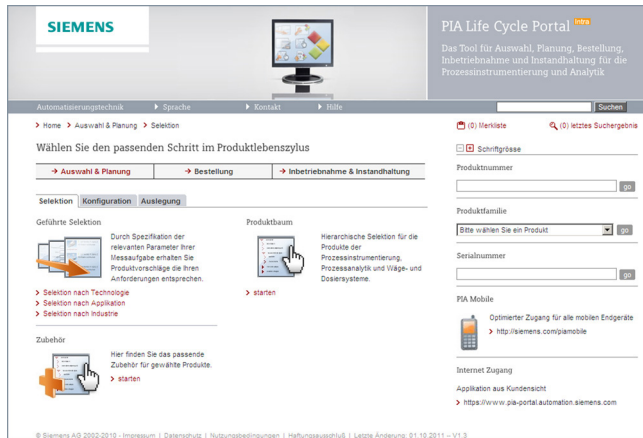 SIEMENS
PIA Life Cycle Portal Intra
Das Tool für Auswahl, Planung, Bestellung,
Inbetriebnahme und Instandhaltung für die
Prozessinstrumentierung und Analytik
Automatisierungstechnik Sprache Kontakt Hilfe Suchen
Home Auswahl & Planung Selektion
(0) Merkliste (0) letztes Suchergebnis
Wählen Sie den passenden Schritt im Produktlebenszylus
Auswahl & Planung Bestellung Inbetriebnahme & Instandhaltung
Selektion Konfiguration Auslegung
Geführte Selektion
Durch Spezifikation der
relevanten Parameter Ihrer
Messaufgabe erhalten Sie
Produktvorschläge die Ihren
Anforderungen entsprechen.
Selektion nach Technologie
Selektion nach Applikation
Selektion nach Industrie
Produktbaum
Hierarchische Selektion für die
Produkte der
Prozessinstrumentierung,
Prozessanalytik und Wäge- und
Dosiersysteme.
starten
Zubehör
Hier finden Sie das passende
Zubehör für gewählte Produkte.
starten
Schriftgrösse
Produktnummer
go
Produktfamilie
Bitte wählen Sie ein Produkt go
Serialnummer
go
PIA Mobile
Optimierter Zugang für alle mobilen Endgeräte
http://siemens.com/piamobile
Internet Zugang
Applikation aus Kundensicht
https://www.pia-portal.automation.siemens.com
© Siemens AG 2002-2010 - Impressum | Datenschutz | Nutzungsbedingungen | Haftungsausschluß | Letzte Änderung: 01.10.2011 – V1.3